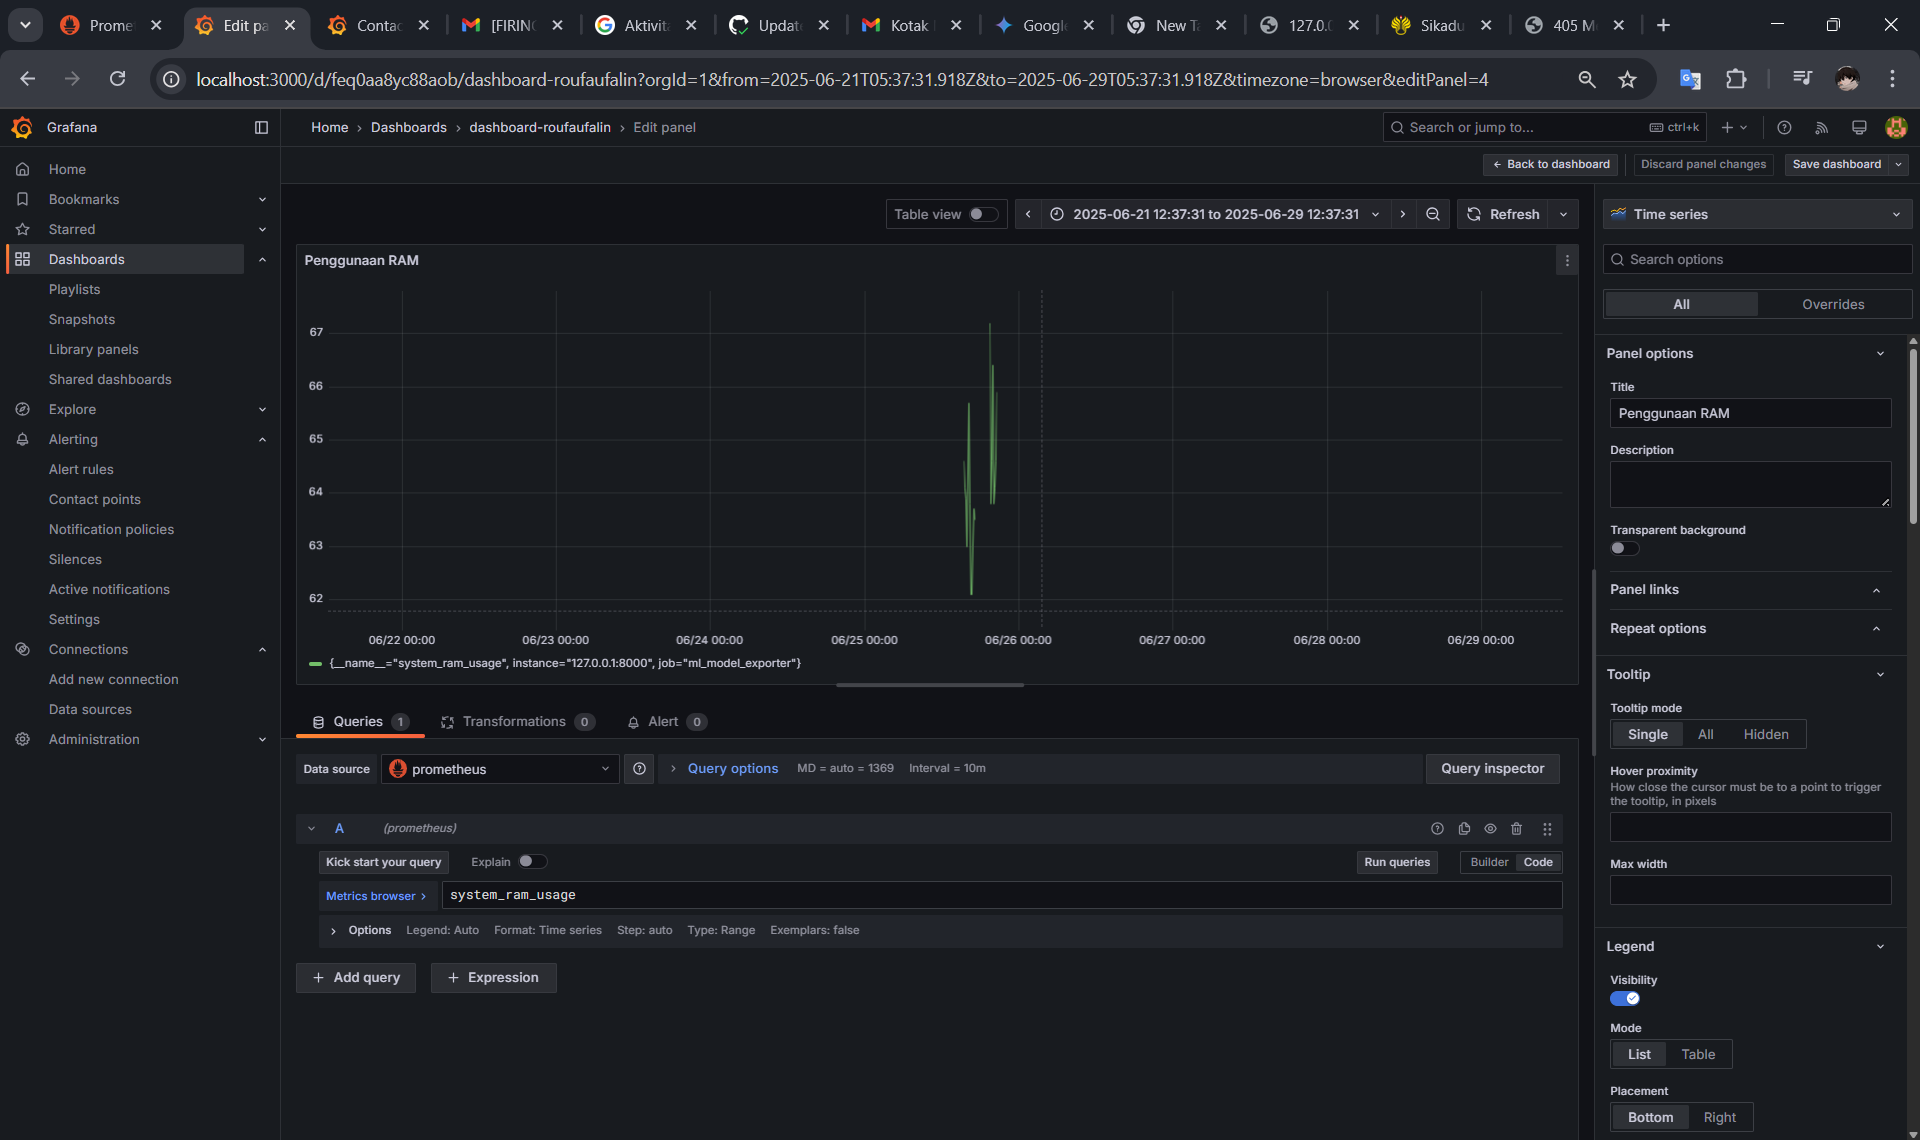 Prome
Edit pa
Contac
[FIRING
Aktivit
Updat
Kotak
Google
New Ta
127.0.0
Sikadu
405 M
localhost:3000/d/feq0aa8yc88aob/dashboard-roufaufalin?orgId=1&from=2025-06-21T05:37:31.918Z&to=2025-06-29T05:37:31.918Z&timezone=browser&editPanel=4
Grafana
Home › Dashboards › dashboard-roufaufalin › Edit panel
Search or jump to...
ctrl+k
Back to dashboard
Discard panel changes
Save dashboard
Home
Bookmarks
Starred
Dashboards
Playlists
Snapshots
Library panels
Shared dashboards
Explore
Alerting
Alert rules
Contact points
Notification policies
Silences
Active notifications
Settings
Connections
Add new connection
Data sources
Administration
Table view
2025-06-21 12:37:31 to 2025-06-29 12:37:31
Refresh
Penggunaan RAM
67
66
65
64
63
62
06/22 00:00
06/23 00:00
06/24 00:00
06/25 00:00
06/26 00:00
06/27 00:00
06/28 00:00
06/29 00:00
{__name__="system_ram_usage", instance="127.0.0.1:8000", job="ml_model_exporter"}
Queries 1
Transformations 0
Alert 0
Data source
prometheus
Query options
MD = auto = 1369
Interval = 10m
Query inspector
A
(prometheus)
Kick start your query
Explain
Run queries
Builder
Code
Metrics browser >
system_ram_usage
Options
Legend: Auto
Format: Time series
Step: auto
Type: Range
Exemplars: false
+ Add query
+ Expression
Time series
Search options
All
Overrides
Panel options
Title
Penggunaan RAM
Description
Transparent background
Panel links
Repeat options
Tooltip
Tooltip mode
Single
All
Hidden
Hover proximity
How close the cursor must be to a point to trigger
the tooltip, in pixels
Max width
Legend
Visibility
Mode
List
Table
Placement
Bottom
Right